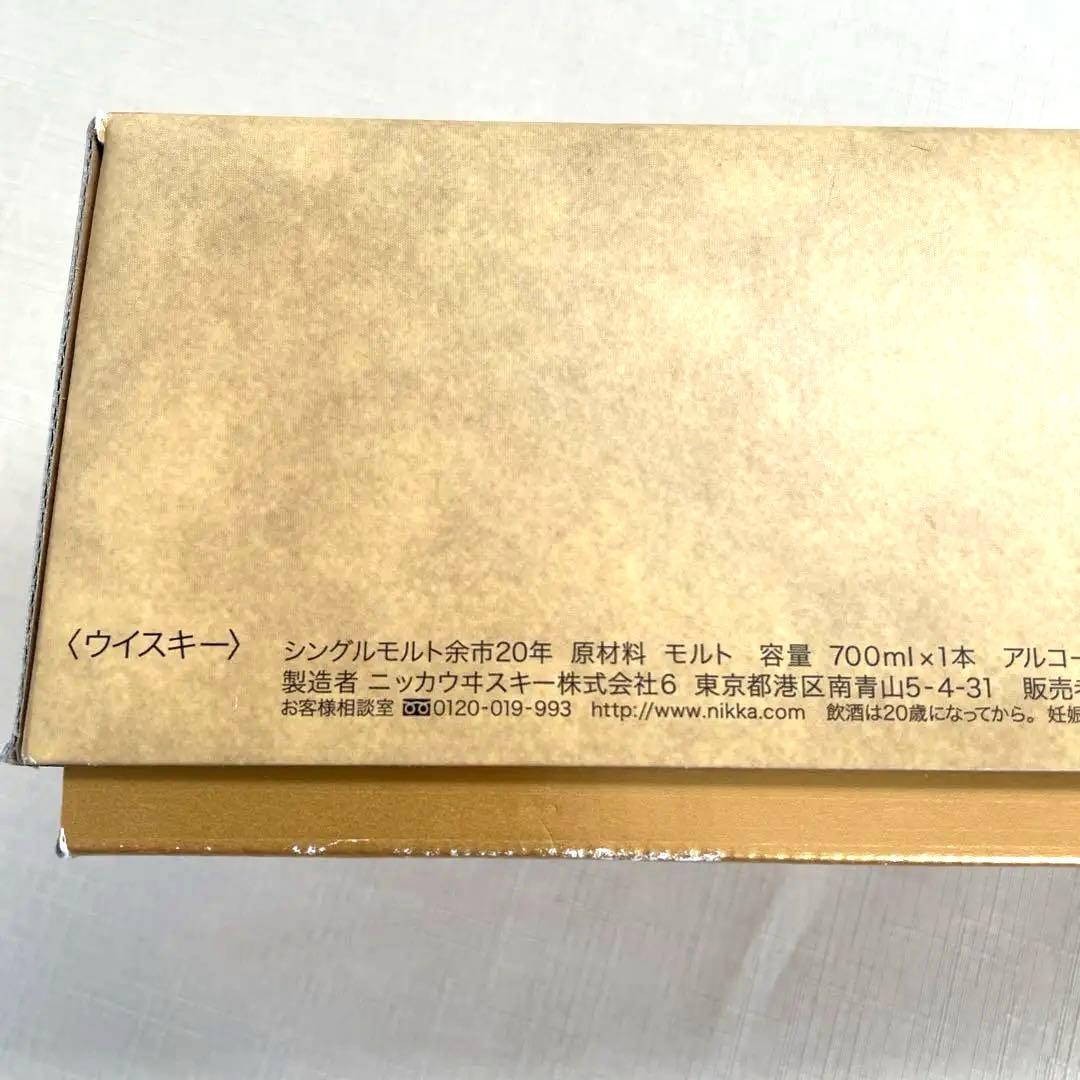 〈ウイスキー〉
シングルモルト余市20年 原材料 モルト 容量 700ml×1本 アルコー
製造者 ニッカウヰスキー株式会社6 東京都港区南青山5-4-31 販売
お客様相談室 0120-019-993 http://www.nikka.com 飲酒は20歳になってから。妊娠